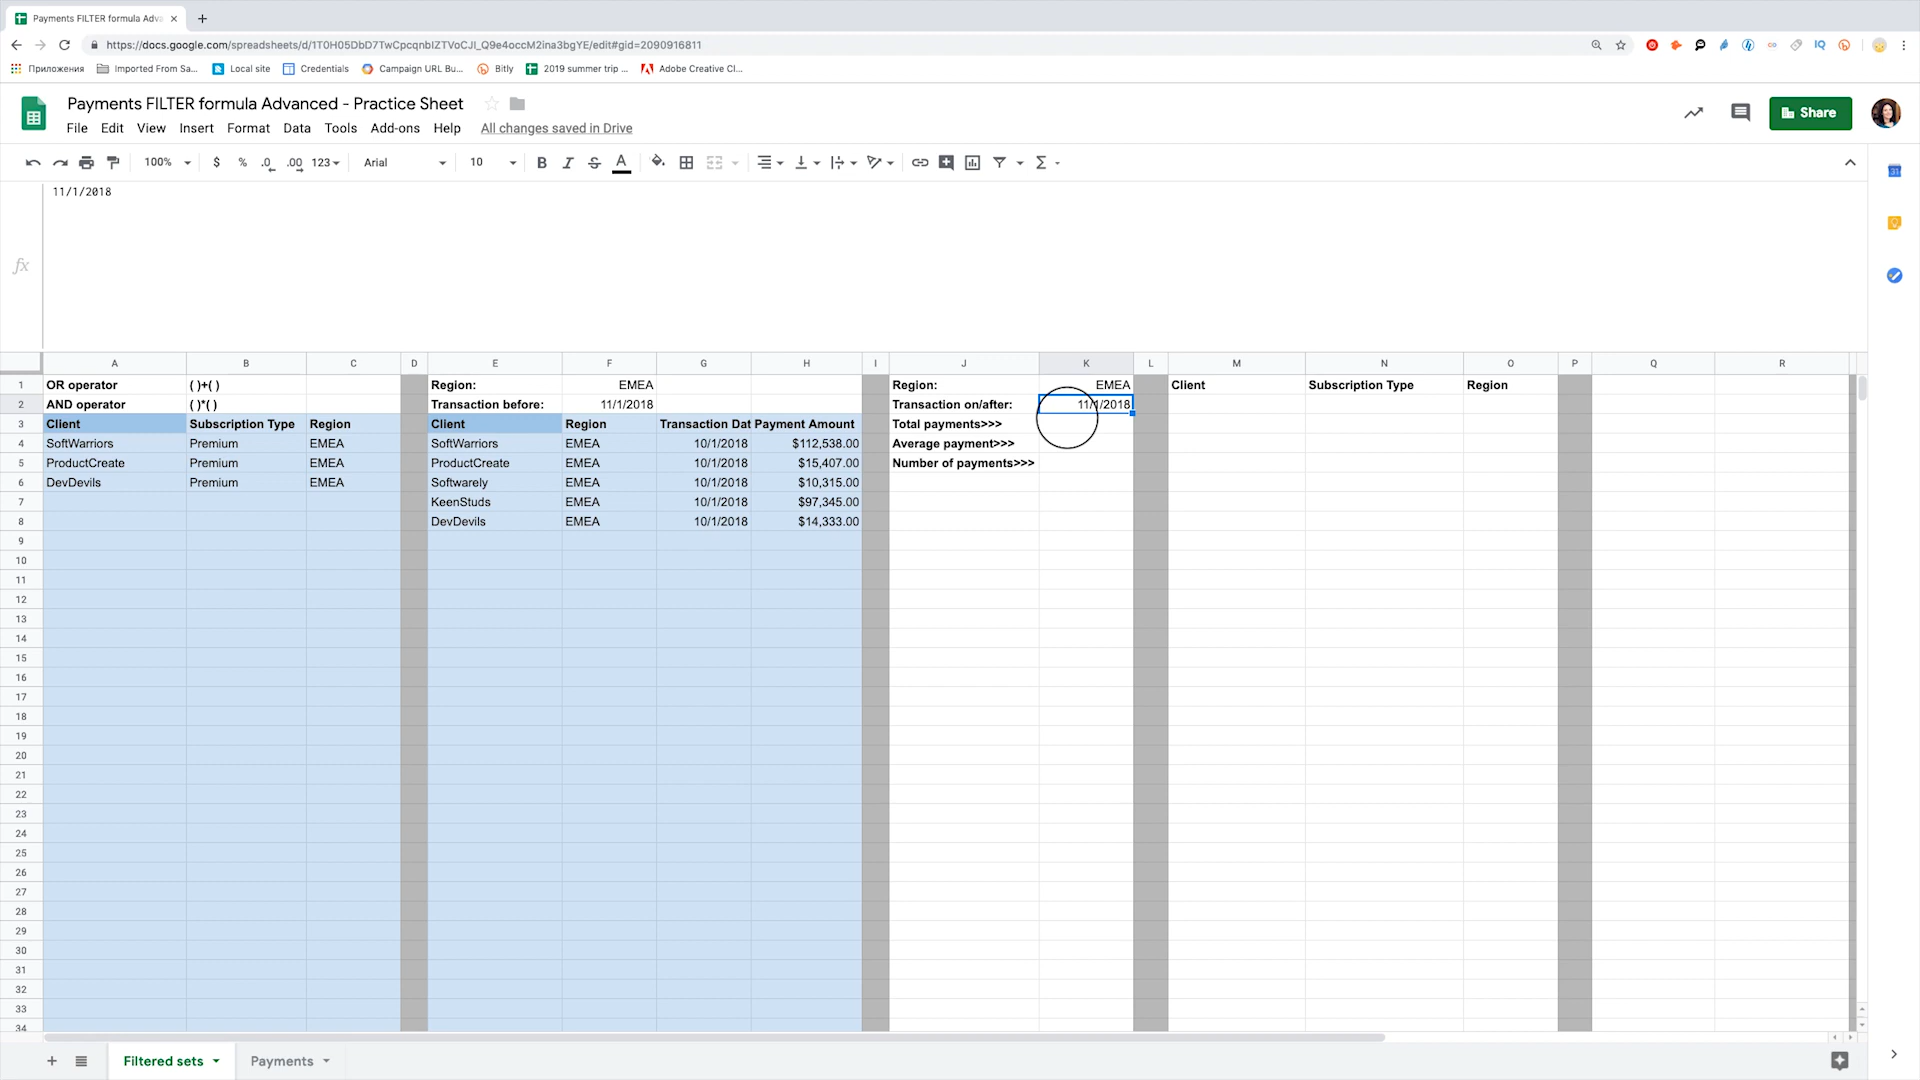 Payments FILTER formula Adva
https://docs.google.com/spreadsheets/d/1T0H05DbD7TwCpcqnbIZTVoCJI_Q9e4occM2ina3bgYE/edit#gid=2090916811
Приложения Imported From Sa... Local site Credentials Campaign URL Bu... Bitly 2019 summer trip ... Adobe Creative Cl...
Payments FILTER formula Advanced - Practice Sheet
Share
File Edit View Insert Format Data Tools Add-ons Help All changes saved in Drive
100% $ % .0 .00 123 Arial 10 B I S A Σ
11/1/2018
fx
A B C D E F G H I J K L M N O P Q R
1 OR operator ( )+( ) Region: EMEA Region: EMEA Client Subscription Type Region
2 AND operator ( )*( ) Transaction before: 11/1/2018 Transaction on/after: 11/1/2018
3 Client Subscription Type Region Client Region Transaction Dat Payment Amount Total payments>>>
4 SoftWarriors Premium EMEA SoftWarriors EMEA 10/1/2018 $112,538.00 Average payment>>>
5 ProductCreate Premium EMEA ProductCreate EMEA 10/1/2018 $15,407.00 Number of payments>>>
6 DevDevils Premium EMEA Softwarely EMEA 10/1/2018 $10,315.00
7 KeenStuds EMEA 10/1/2018 $97,345.00
8 DevDevils EMEA 10/1/2018 $14,333.00
9
10
11
12
13
14
15
16
17
18
19
20
21
22
23
24
25
26
27
28
29
30
31
32
33
34
Filtered sets Payments